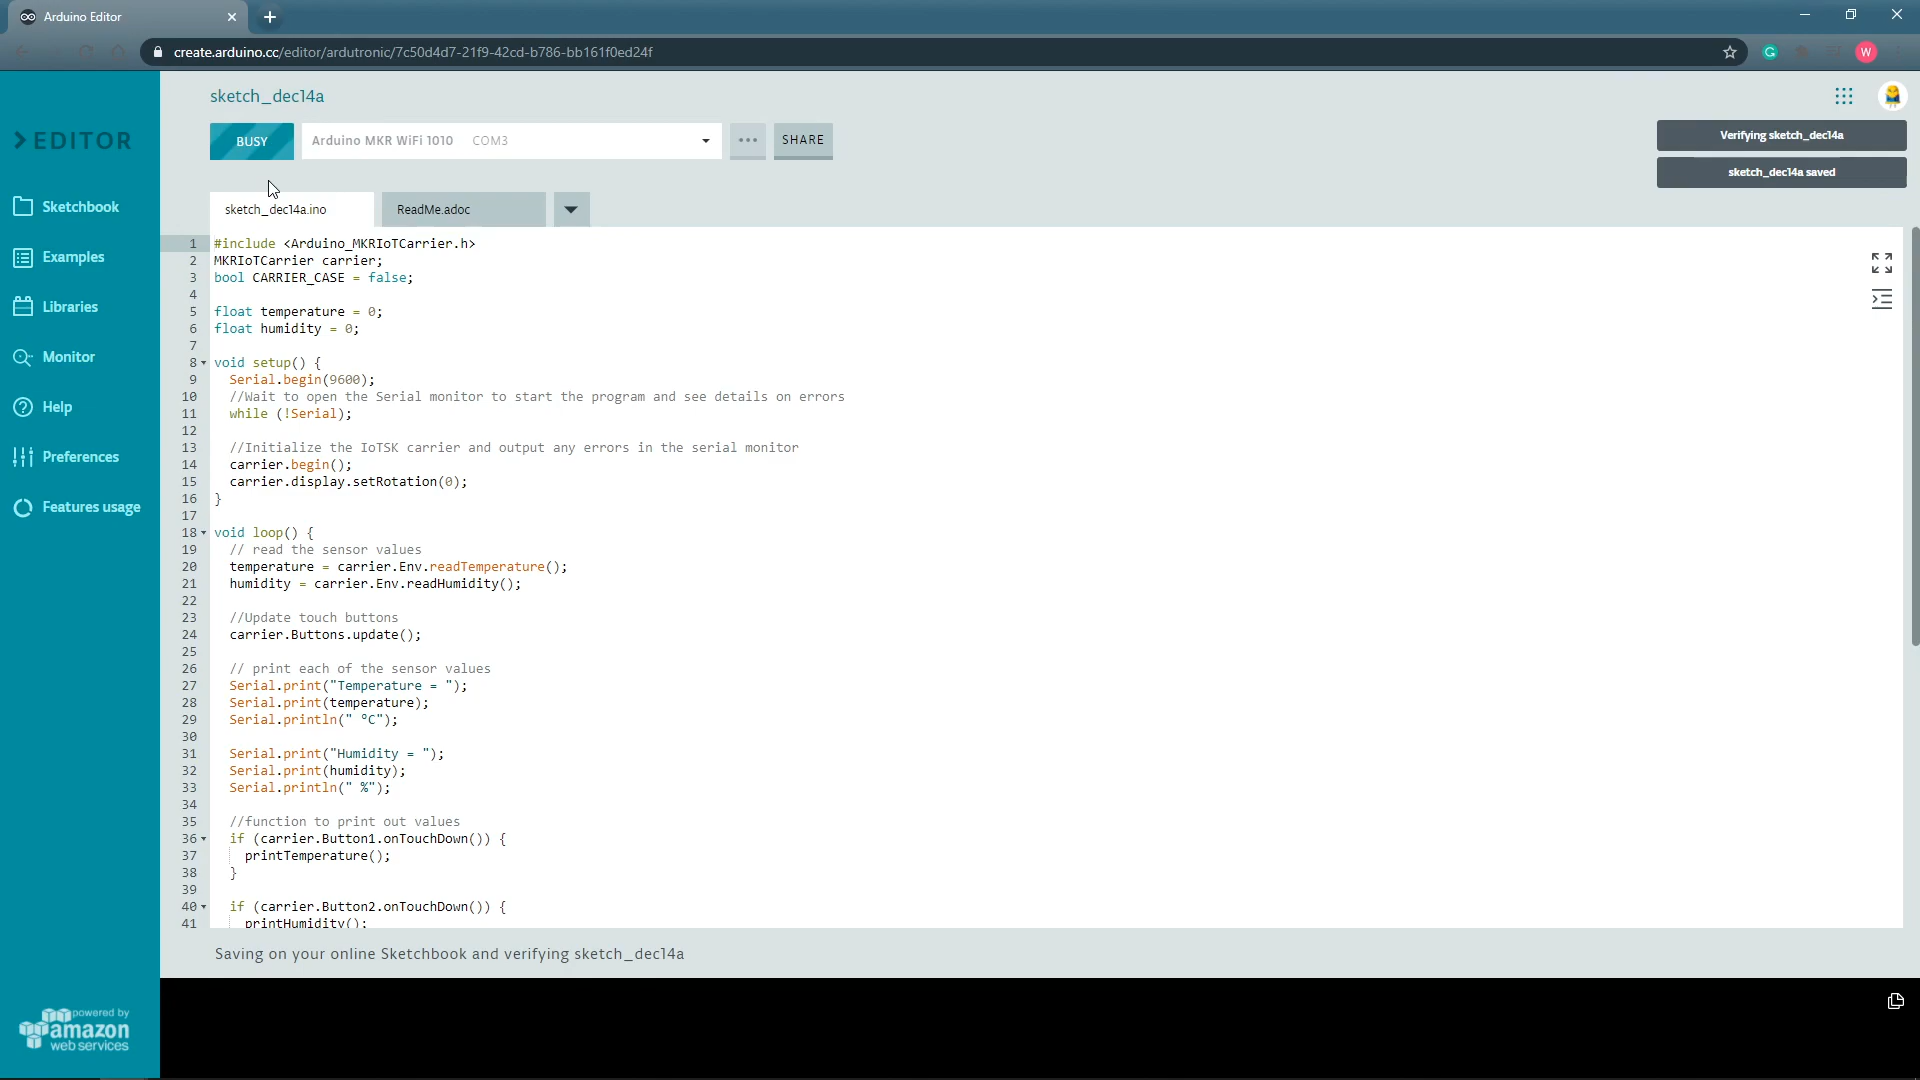 Arduino Editor
create.arduino.cc/editor/ardutronic/7c50d4d7-21f9-42cd-b786-bb161f0ed24f
W
sketch_dec14a
EDITOR
BUSY
Arduino MKR WiFi 1010 COM3
SHARE
Verifying sketch_dec14a
sketch_dec14a saved
Sketchbook
Examples
Libraries
Monitor
Help
Preferences
Features usage
sketch_dec14a.ino
ReadMe.adoc
1 #include <Arduino_MKRIoTCarrier.h>
2 MKRIoTCarrier carrier;
3 bool CARRIER_CASE = false;
4
5 float temperature = 0;
6 float humidity = 0;
7
8 void setup() {
9 Serial.begin(9600);
10 //Wait to open the Serial monitor to start the program and see details on errors
11 while (!Serial);
12
13 //Initialize the IoTSK carrier and output any errors in the serial monitor
14 carrier.begin();
15 carrier.display.setRotation(0);
16 }
17
18 void loop() {
19 // read the sensor values
20 temperature = carrier.Env.readTemperature();
21 humidity = carrier.Env.readHumidity();
22
23 //Update touch buttons
24 carrier.Buttons.update();
25
26 // print each of the sensor values
27 Serial.print("Temperature = ");
28 Serial.print(temperature);
29 Serial.println(" °C");
30
31 Serial.print("Humidity = ");
32 Serial.print(humidity);
33 Serial.println(" %");
34
35 //function to print out values
36 if (carrier.Button1.onTouchDown()) {
37 printTemperature();
38 }
39
40 if (carrier.Button2.onTouchDown()) {
41 printHumidity();
Saving on your online Sketchbook and verifying sketch_dec14a
powered by
amazon
web services